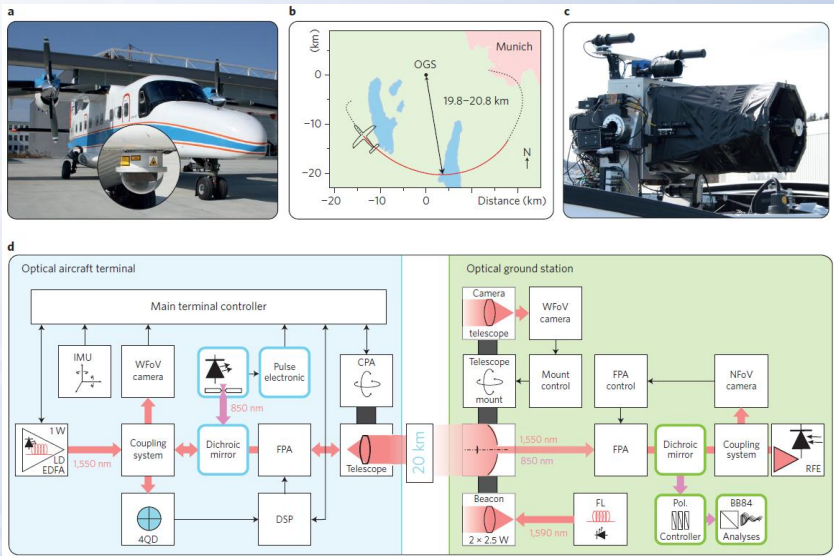 a
b
c
(km)
0
−10
−20
OGS
Munich
19.8–20.8 km
N
−20
−10
0
10
Distance (km)
d
Optical aircraft terminal
Main terminal controller
IMU
WFoV
camera
Pulse
electronic
CPA
850 nm
1 W
LD
EDFA
1,550 nm
Coupling
system
Dichroic
mirror
FPA
Telescope
4QD
DSP
20 km
Optical ground station
Camera
telescope
WFoV
camera
Telescope
mount
Mount
control
FPA
control
NFoV
camera
1,550 nm
850 nm
FPA
Dichroic
mirror
Coupling
system
RFE
Beacon
2 × 2.5 W
1,590 nm
FL
Pol.
Controller
BB84
Analyses